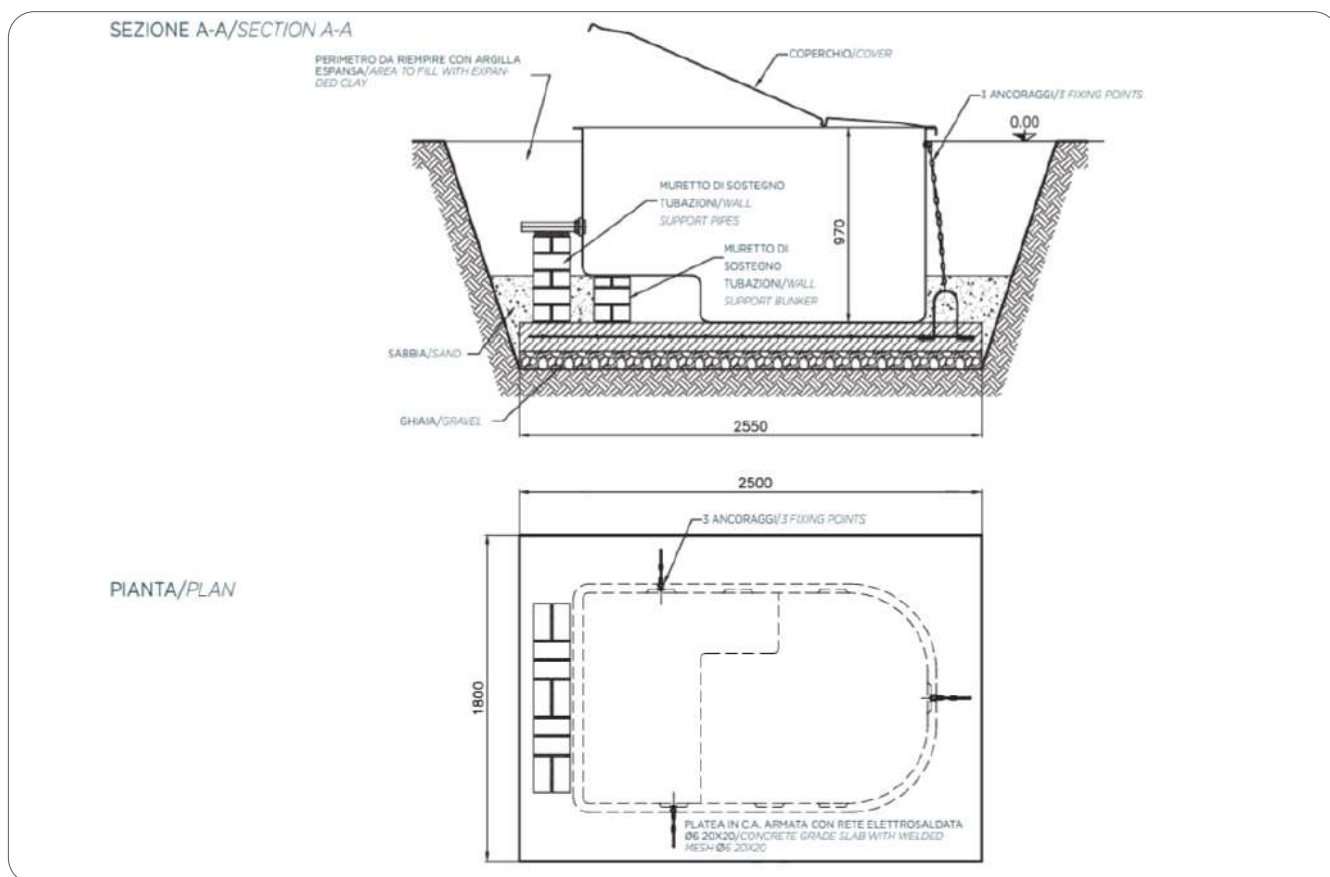 SEZIONE A-A/SECTION A-A
PERIMETRO DA RIEMPIRE CON ARGILLA
ESPANSA/AREA TO FILL WITH EXPAN-
DED CLAY
COPERCHIO/COVER
3 ANCORAGGI/3 FIXING POINTS
0.00
MURETTO DI SOSTEGNO
TUBAZIONI/WALL
SUPPORT PIPES
970
MURETTO DI
SOSTEGNO
TUBAZIONI/WALL
SUPPORT BUNKER
SABBIA/SAND
GHIAIA/GRAVEL
2550
2500
3 ANCORAGGI/3 FIXING POINTS
PIANTA/PLAN
1800
PLATEA IN C.A. ARMATA CON RETE ELETTROSALDATA
Ø6 20X20/CONCRETE GRADE SLAB WITH WELDED
MESH Ø6 20X20